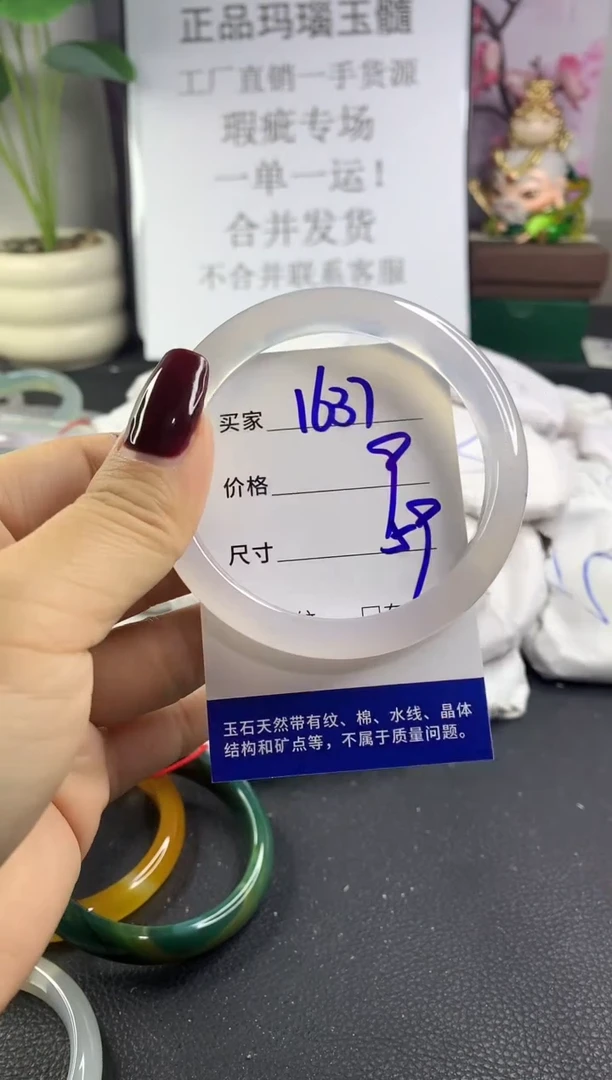 正品玛瑙玉髓
工厂直销一手货源
瑕疵专场
一单一运!
合并发货
不合并联系客服
买家 1637
价格
尺寸
玉石天然带有纹、棉、水线、晶体
结构和矿点等，不属于质量问题。